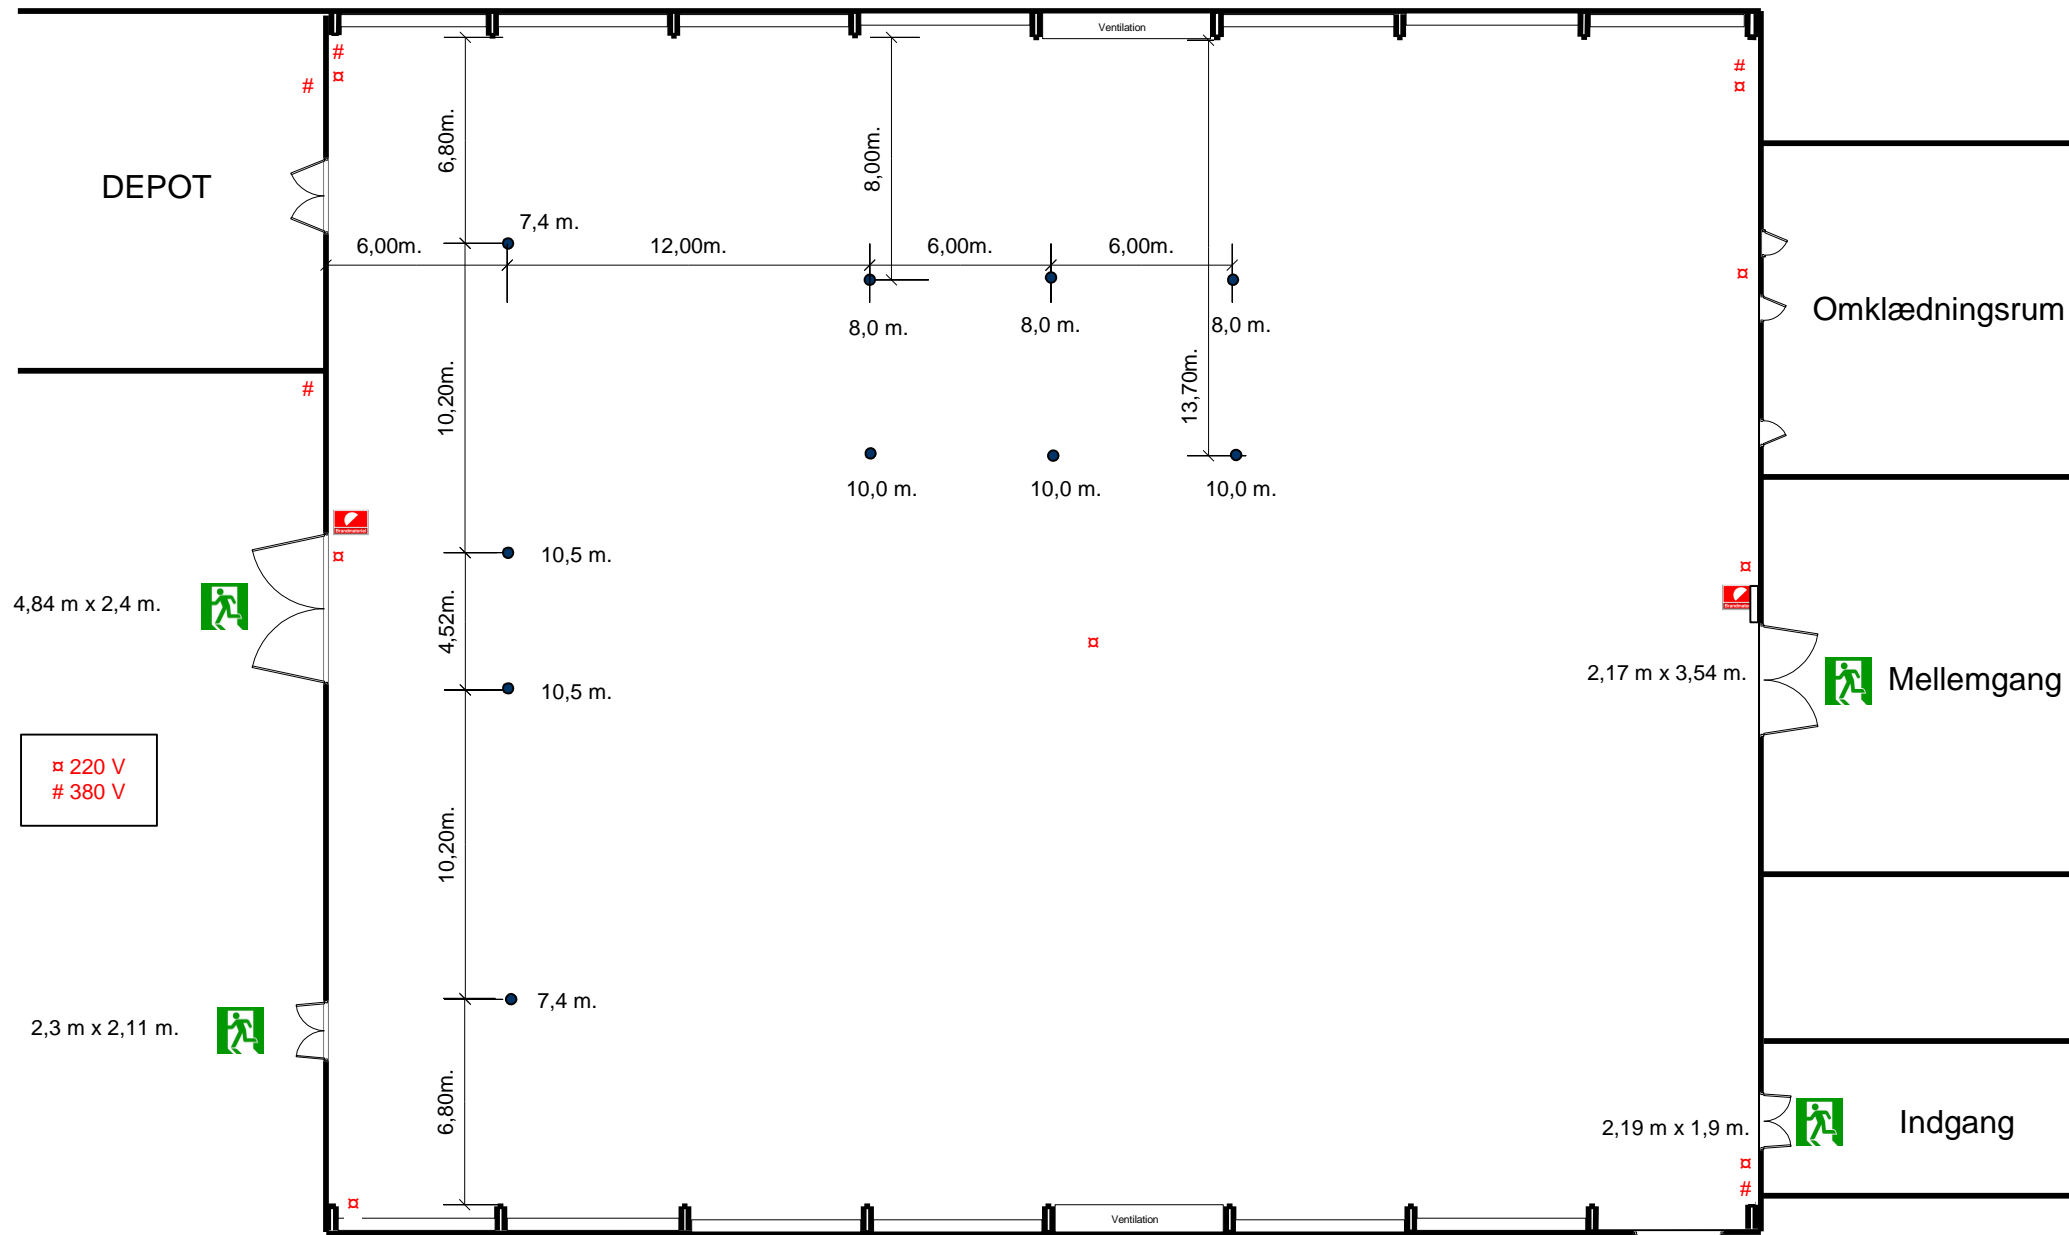 Ventilation
#
¤
#
#
¤
DEPOT
6,80m.
8,00m.
7,4 m.
6,00m.
12,00m.
6,00m.
6,00m.
¤
Omklædningsrum
8,0 m.
8,0 m.
8,0 m.
10,20m.
13,70m.
#
10,0 m.
10,0 m.
10,0 m.
Brandmateriel
¤
10,5 m.
¤
4,84 m x 2,4 m.
4,52m.
Brandmateriel
¤
2,17 m x 3,54 m.
Mellemgang
10,5 m.
¤ 220 V
# 380 V
10,20m.
7,4 m.
2,3 m x 2,11 m.
6,80m.
2,19 m x 1,9 m.
Indgang
¤
#
¤
Ventilation